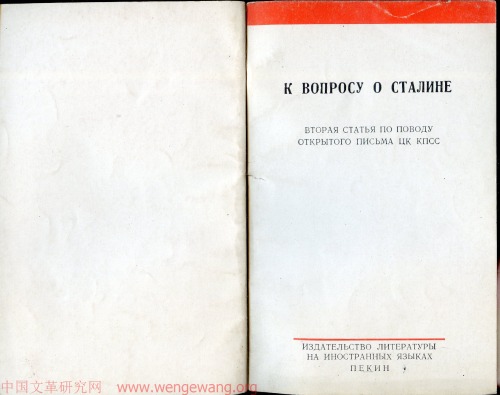 К ВОПРОСУ О СТАЛИНЕ
ВТОРАЯ СТАТЬЯ ПО ПОВОДУ
ОТКРЫТОГО ПИСЬМА ЦК КПСС
ИЗДАТЕЛЬСТВО ЛИТЕРАТУРЫ
НА ИНОСТРАННЫХ ЯЗЫКАХ
ПЕКИН
中国文革研究网 www.wengewang.org